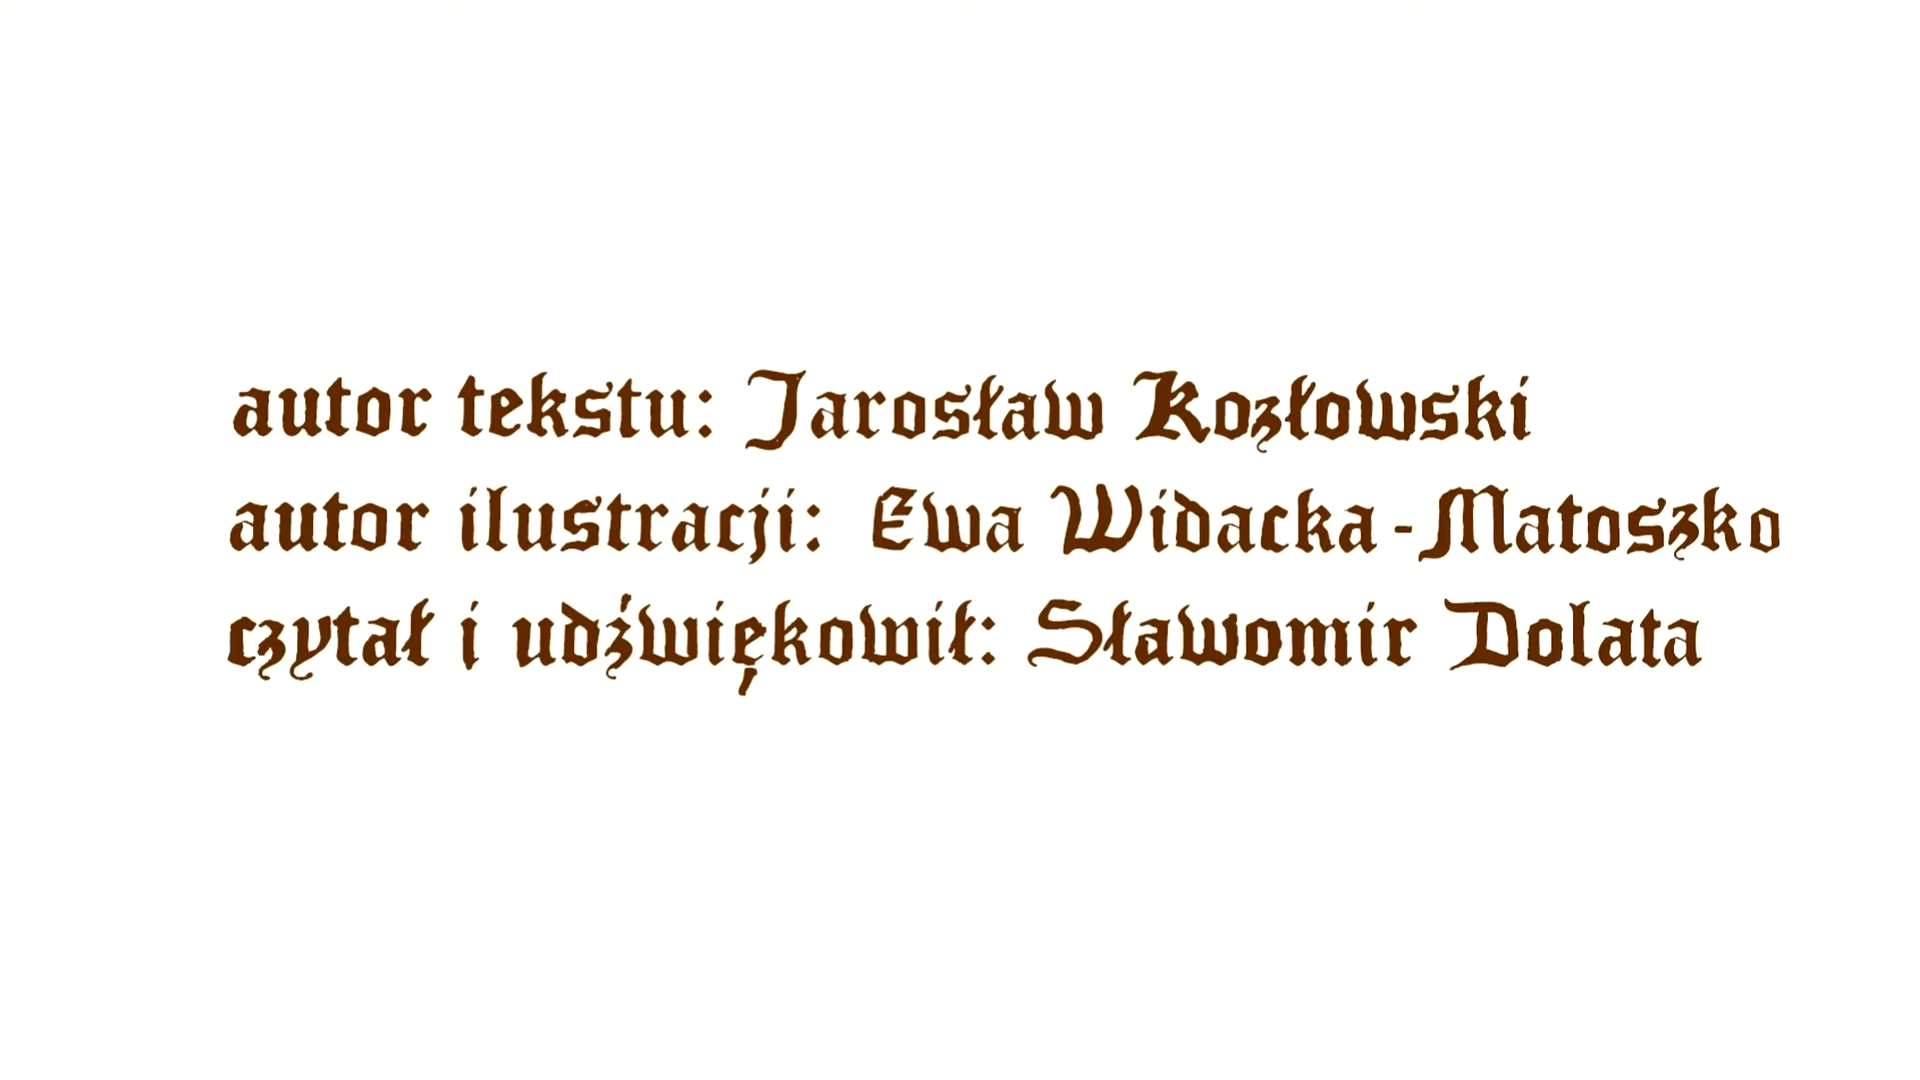 autor tekstu: Jarosław Kozłowski
autor ilustracji: Ewa Widacka-Matoszko
czytał i udźwiękowił: Sławomir Dolata